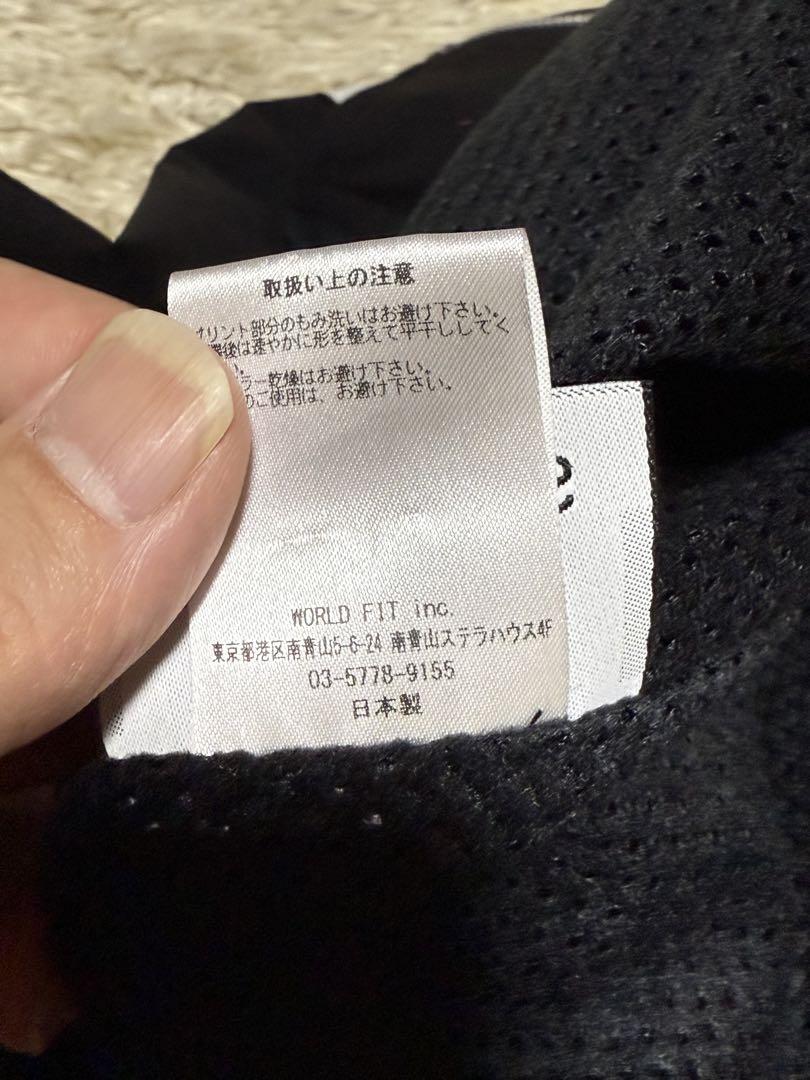 取扱い上の注意
プリント部分のもみ洗いはお避け下さい。
後は速やかに形を整えて平干ししてく
ラー乾燥はお避け下さい。
のご使用は、お避け下さい。
WORLD FIT inc.
東京都港区南青山5-6-24 南青山ステラハウス4F
03-5778-9155
日本製